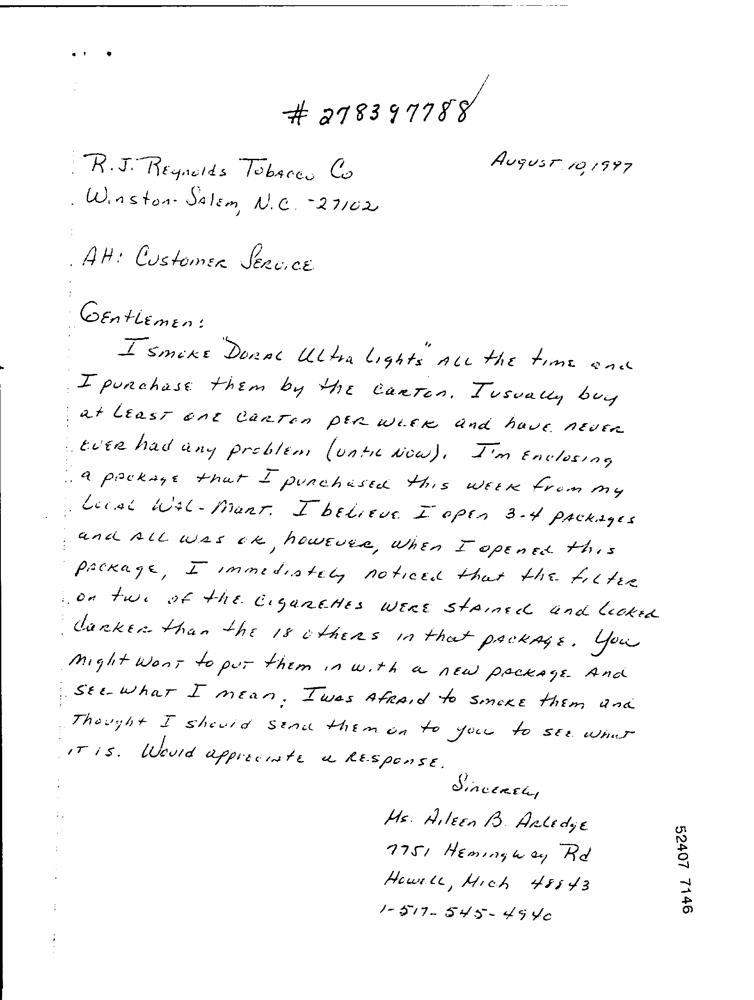 # 278397788
August 10, 1997
R.J. Reynolds Tobacco Co
Winston-Salem, N.C. -27102
Att: Customer Service
Gentlemen:
I smoke "Doral Ultra Lights" all the time and
I purchase them by the carton. I usually buy
at least one carton per week and have never
ever had any problem (until now). I'm enclosing
a package that I purchased this week from my
local Wal-Mart. I believe I open 3-4 packages
and all was ok, however, when I opened this
package, I immediately noticed that the filter
on two of the cigarettes were stained and looked
darker than the 18 others in that package. You
might want to put them in with a new package and
see what I mean. I was afraid to smoke them and
thought I should send them on to you to see what
it is. Would appreciate a response.
Sincerely,
Ms. Aileen B. Arledge
7751 Hemingway Rd
Howell, Mich 48843
1-517-545-4940
52407 7146